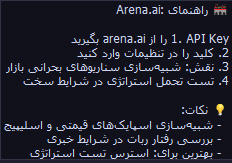 🏟️ راهنمای Arena.ai:
1. API Key را از arena.ai بگیرید
2. کلید را در تنظیمات وارد کنید
3. نقش: شبیه‌سازی سناریوهای بحرانی بازار
4. تست تحمل استراتژی در شرایط سخت
💡 نکات:
- شبیه‌سازی اسپایک‌های قیمتی و اسلیپیج
- بررسی رفتار ربات در شرایط خبری
- بهترین برای: استرس تست استراتژی